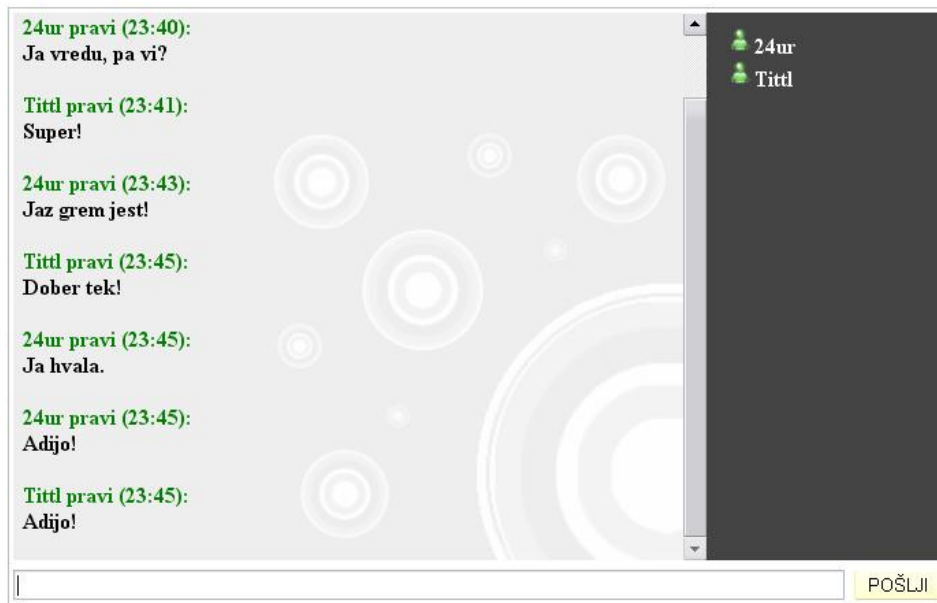 24ur pravi (23:40):
Ja vredu, pa vi?
Tittl pravi (23:41):
Super!
24ur pravi (23:43):
Jaz grem jest!
Tittl pravi (23:45):
Dober tek!
24ur pravi (23:45):
Ja hvala.
24ur pravi (23:45):
Adijo!
Tittl pravi (23:45):
Adijo!
24ur
Tittl
POŠLJI